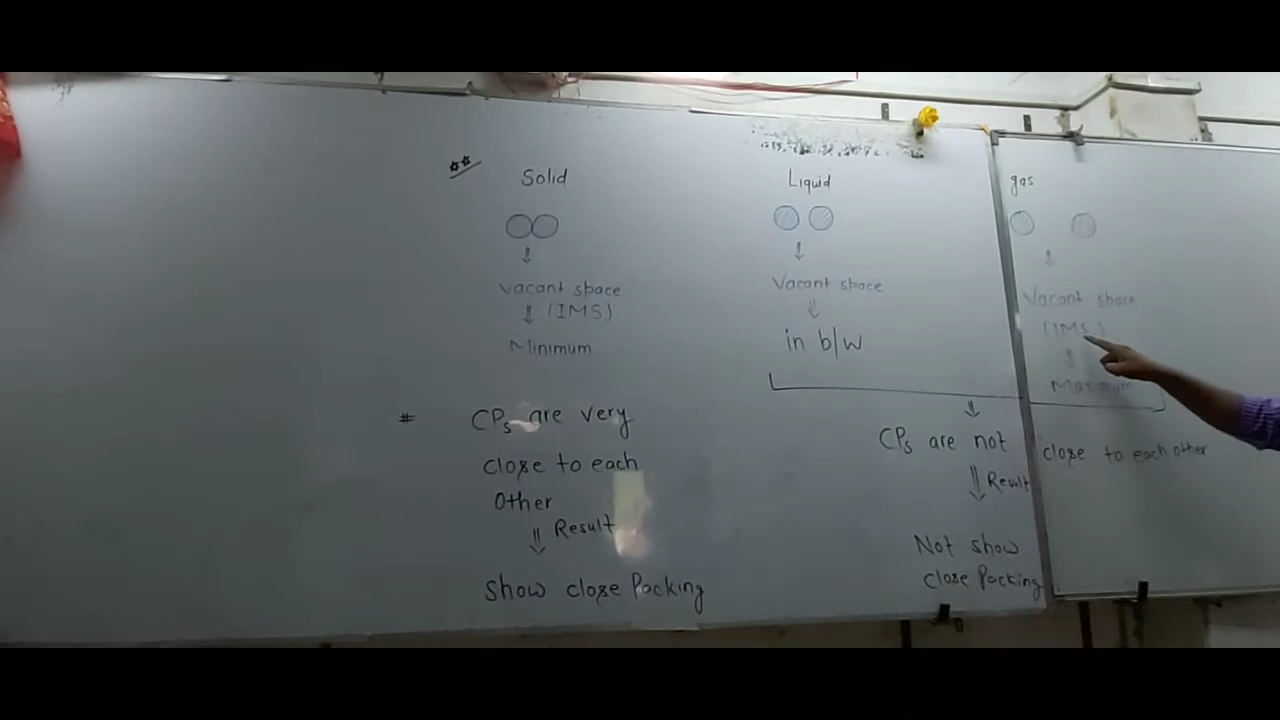 Solid
Vacant space
⇓ (IMS)
Minimum
# CPs are very
close to each
Other
⇓ Result
Show close Packing
Liquid
Vacant space
⇓
in b/w
gas
Vacant space
(IMS)
⇓
Maximum
CPs are not close to each other
⇓ Result
Not show
close Packing